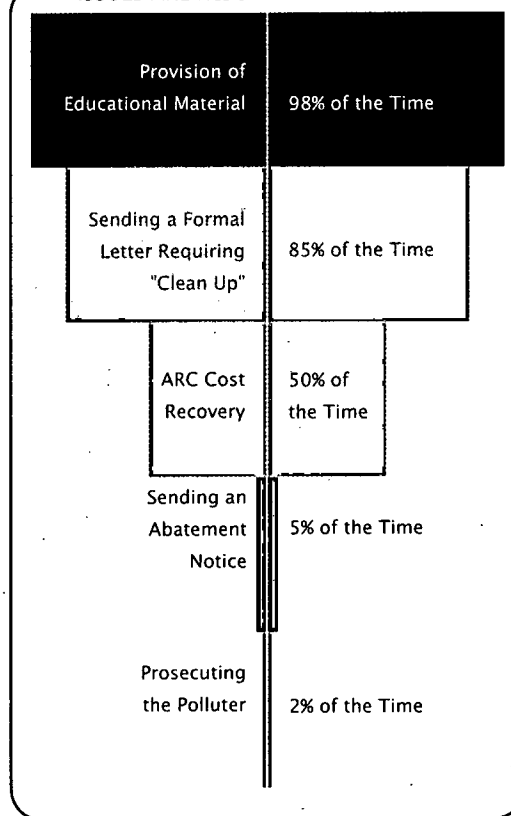 Provision of
Educational Material
98% of the Time
Sending a Formal
Letter Requiring
"Clean Up"
85% of the Time
ARC Cost
Recovery
50% of
the Time
Sending an
Abatement
Notice
5% of the Time
Prosecuting
the Polluter
2% of the Time